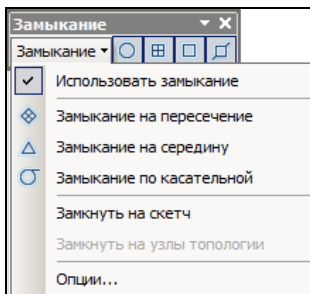 Замыкание
Замыкание
Использовать замыкание
Замыкание на пересечение
Замыкание на середину
Замыкание по касательной
Замкнуть на скетч
Замкнуть на узлы топологии
Опции...